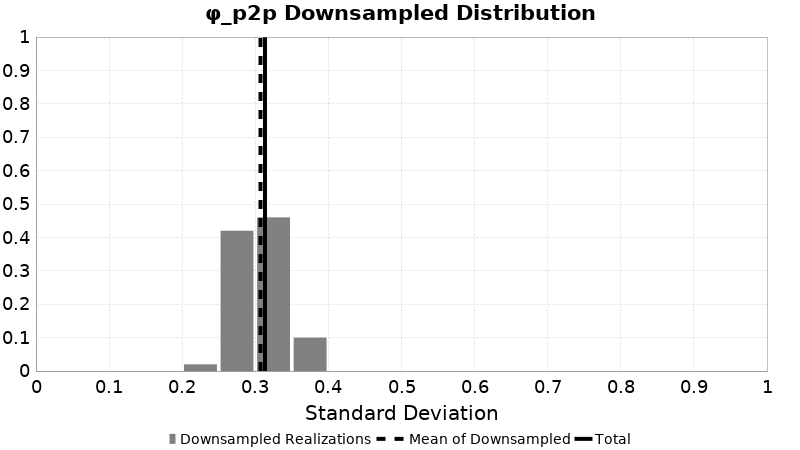 φ_p2p Downsampled Distribution
1
0.9
0.8
0.7
0.6
0.5
0.4
0.3
0.2
0.1
0
0 0.1 0.2 0.3 0.4 0.5 0.6 0.7 0.8 0.9 1
Standard Deviation
Downsampled Realizations Mean of Downsampled Total